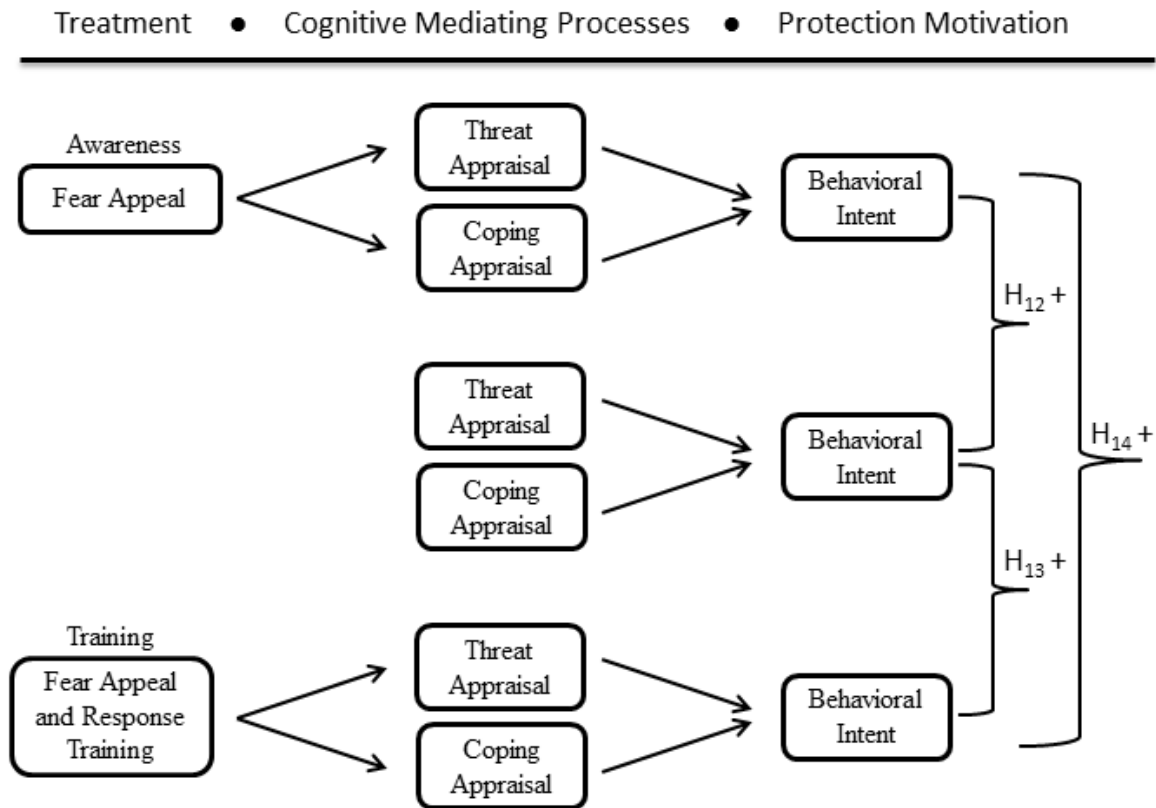 Treatment ● Cognitive Mediating Processes ● Protection Motivation
Awareness
Fear Appeal
Threat
Appraisal
Coping
Appraisal
Behavioral
Intent
H12 +
Threat
Appraisal
Coping
Appraisal
Behavioral
Intent
H14 +
H13 +
Training
Fear Appeal
and Response
Training
Threat
Appraisal
Coping
Appraisal
Behavioral
Intent